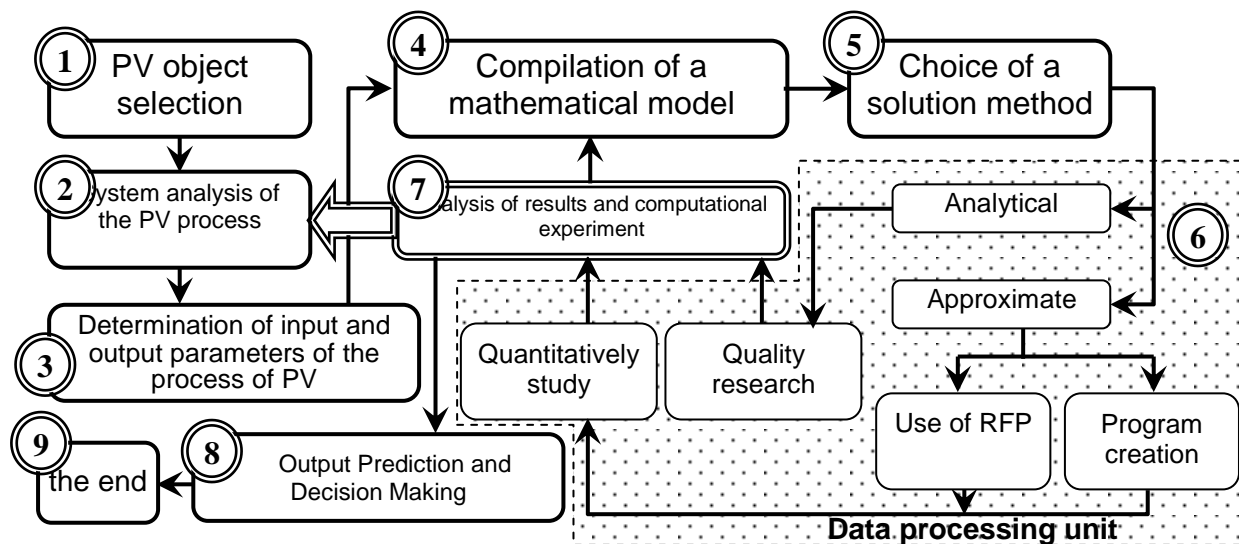 1
PV object
selection
2
ystem analysis of
the PV process
3
Determination of input and
output parameters of the
process of PV
4
Compilation of a
mathematical model
5
Choice of a
solution method
6
Analytical
Approximate
Use of RFP
Program
creation
Data processing unit
Quantitatively
study
Quality
research
7
alysis of results and computational
experiment
8
Output Prediction and
Decision Making
9
the end